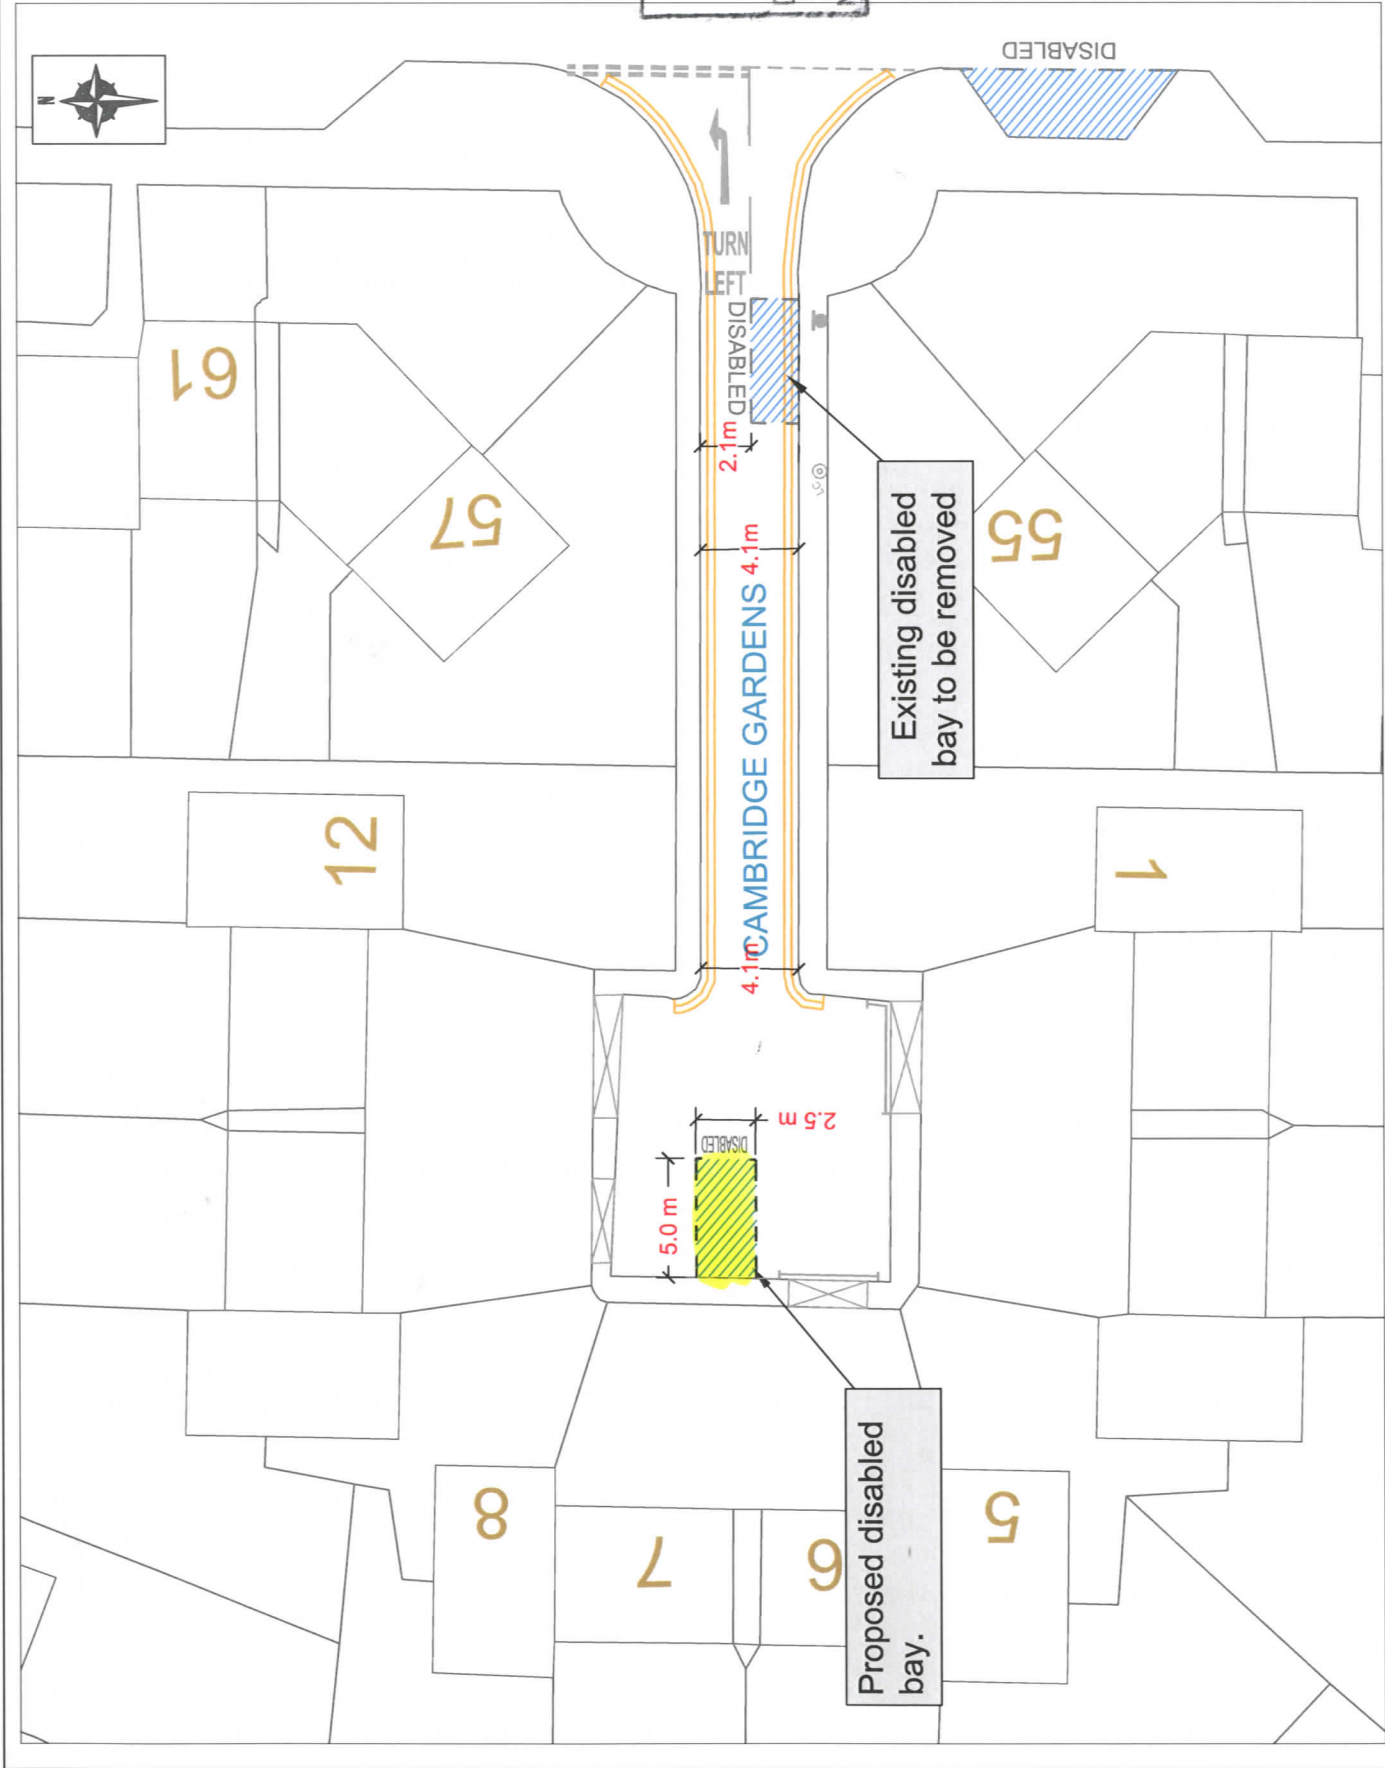 N
DISABLED
TURN
LEFT
DISABLED
61
57
55
2.1m
4.1m
CAMBRIDGE GARDENS
Existing disabled
bay to be removed
LC
12
1
4.1m
2.5 m
DISABLED
5.0 m
Proposed disabled
bay.
8
7
6
5